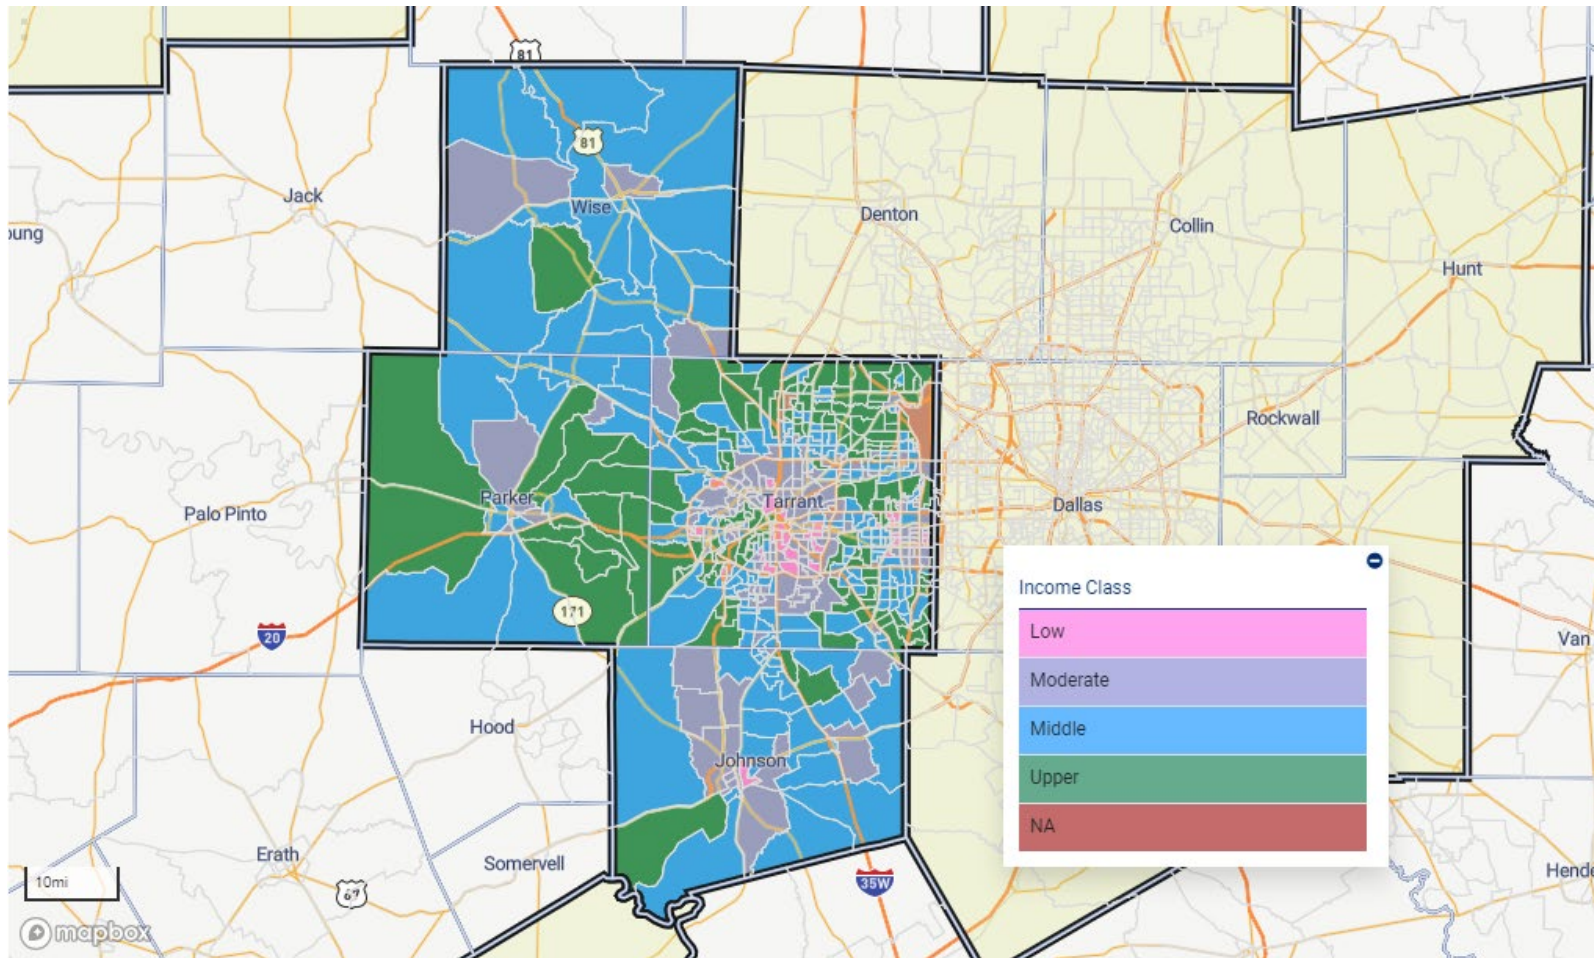 81
81
Jack
Wise
Denton
Collin
Hunt
Palo Pinto
Parker
Tarrant
Dallas
Rockwall
171
20
Van
Hood
Johnson
Erath
Somervell
67
35W
10mi
mapbox
Income Class
Low
Moderate
Middle
Upper
NA